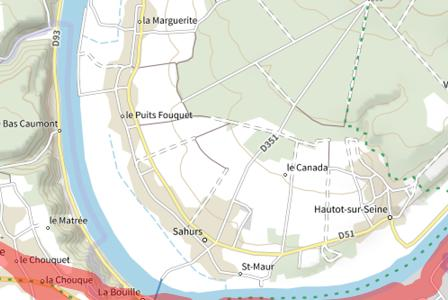 la Marguerite
D93
le Puits Fouquet
Bas Caumont
D351
le Canada
Hautot-sur-Seine
le Matrée
Sahurs
D51
le Chouquet
St-Maur
la Chouque
La Bouille